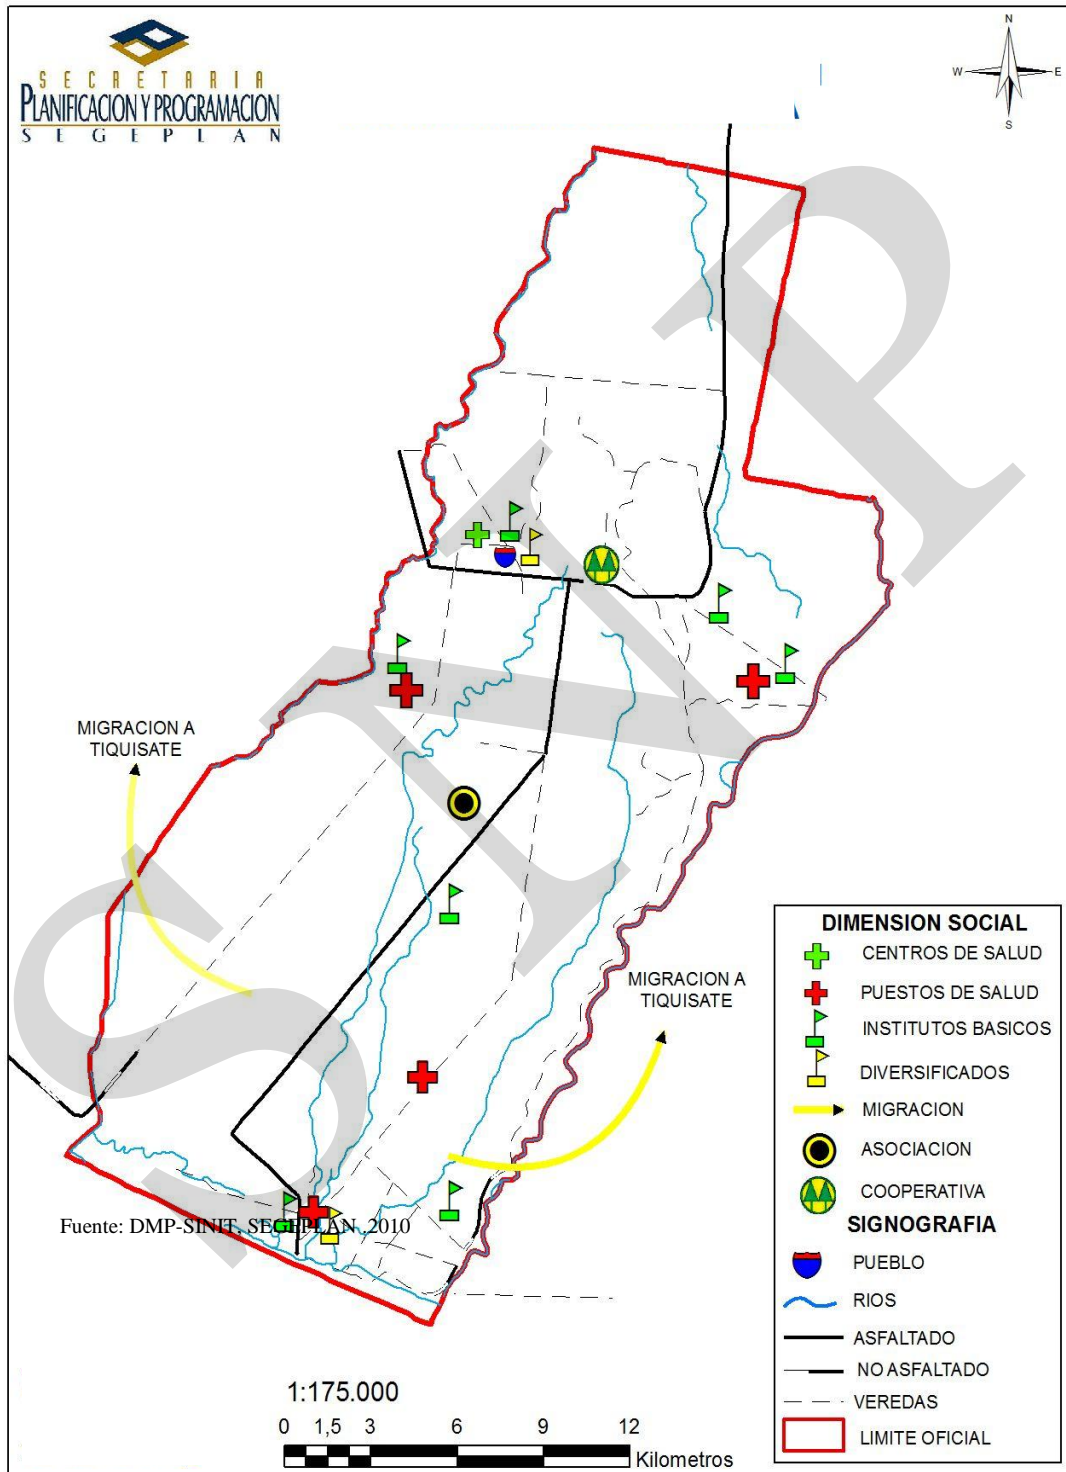 SECRETARIA
PLANIFICACION Y PROGRAMACION
SEGEPLAN
N
W
E
S
SINIP
MIGRACION A
TIQUISATE
MIGRACION A
TIQUISATE
Fuente: DMP-SINIT, SEGEPLAN .2010
DIMENSION SOCIAL
CENTROS DE SALUD
PUESTOS DE SALUD
INSTITUTOS BASICOS
DIVERSIFICADOS
MIGRACION
ASOCIACION
COOPERATIVA
SIGNOGRAFIA
PUEBLO
RIOS
ASFALTADO
NO ASFALTADO
VEREDAS
LIMITE OFICIAL
1:175.000
0 1,5 3 6 9 12
Kilometros